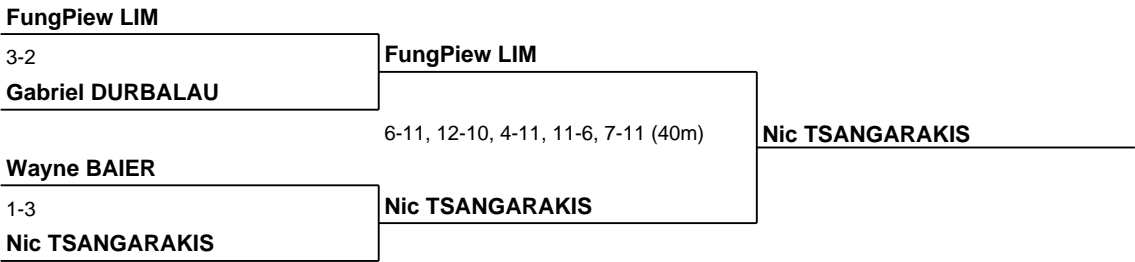 FungPiew LIM
3-2
FungPiew LIM
Gabriel DURBALAU
6-11, 12-10, 4-11, 11-6, 7-11 (40m)
Nic TSANGARAKIS
Wayne BAIER
1-3
Nic TSANGARAKIS
Nic TSANGARAKIS